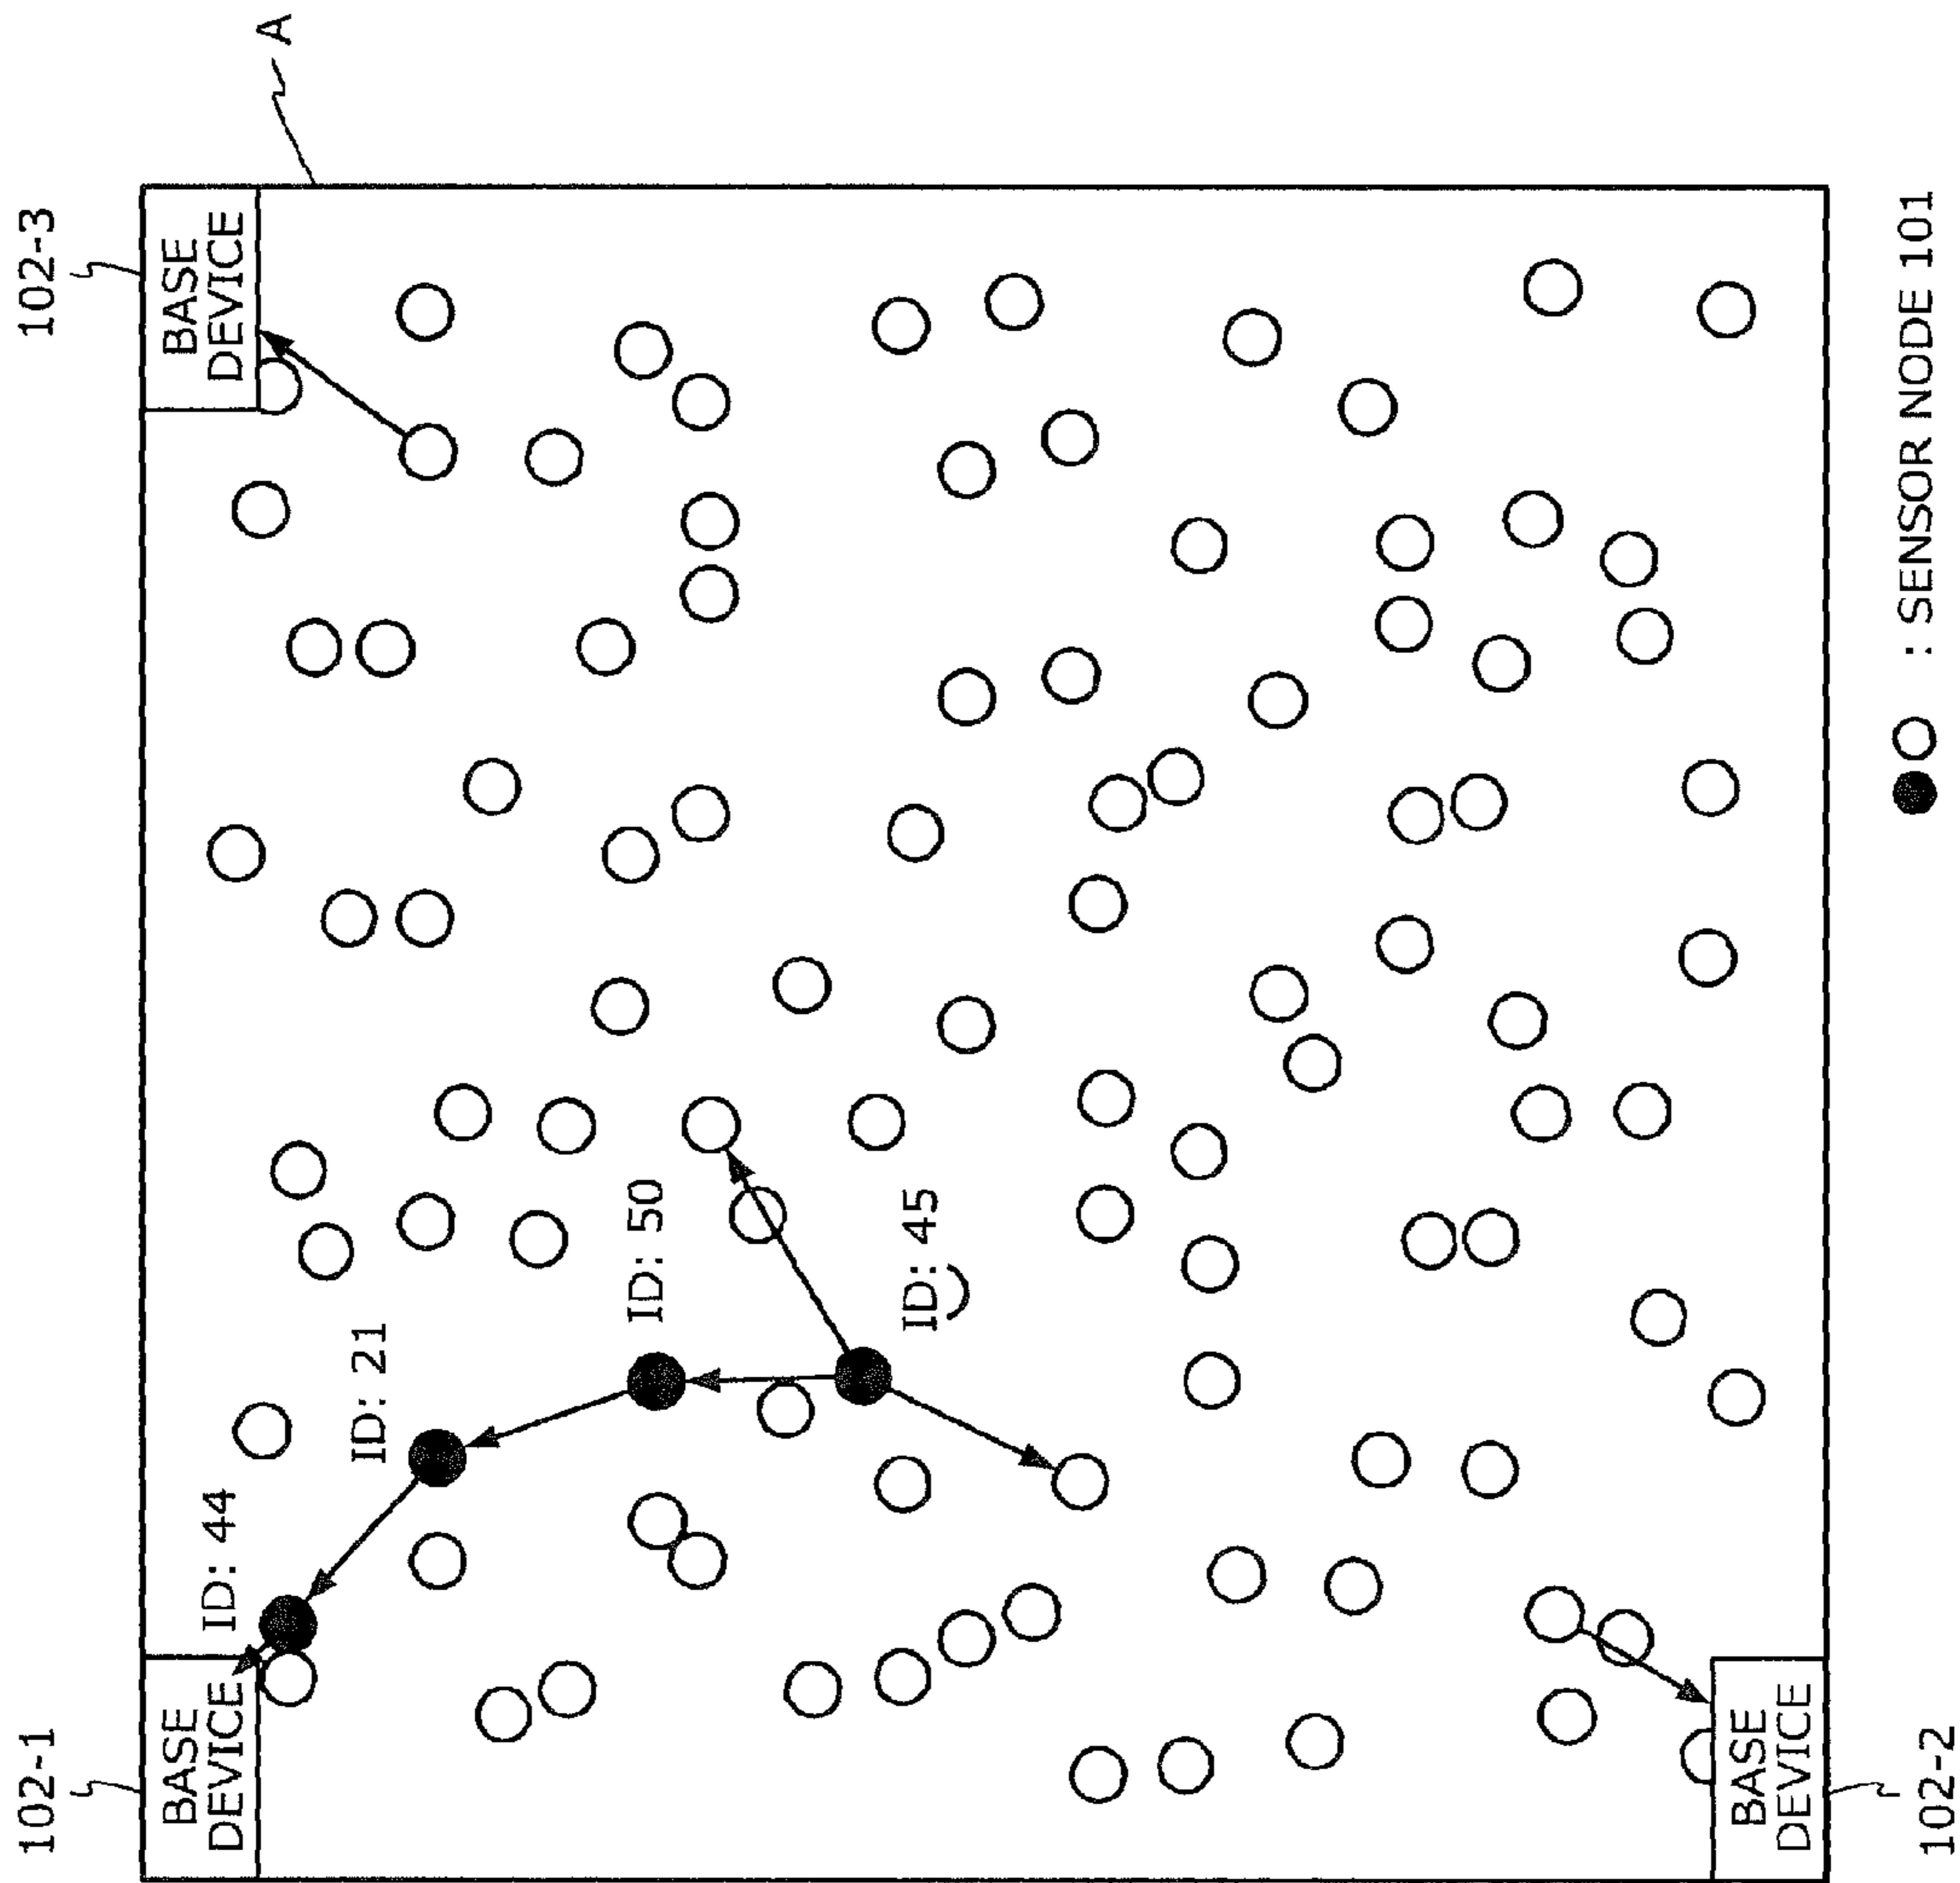 102-1
BASE
DEVICE
ID: 44
ID: 21
ID: 50
ID: 45
102-3
BASE
DEVICE
A
102-2
BASE
DEVICE
: SENSOR NODE 101